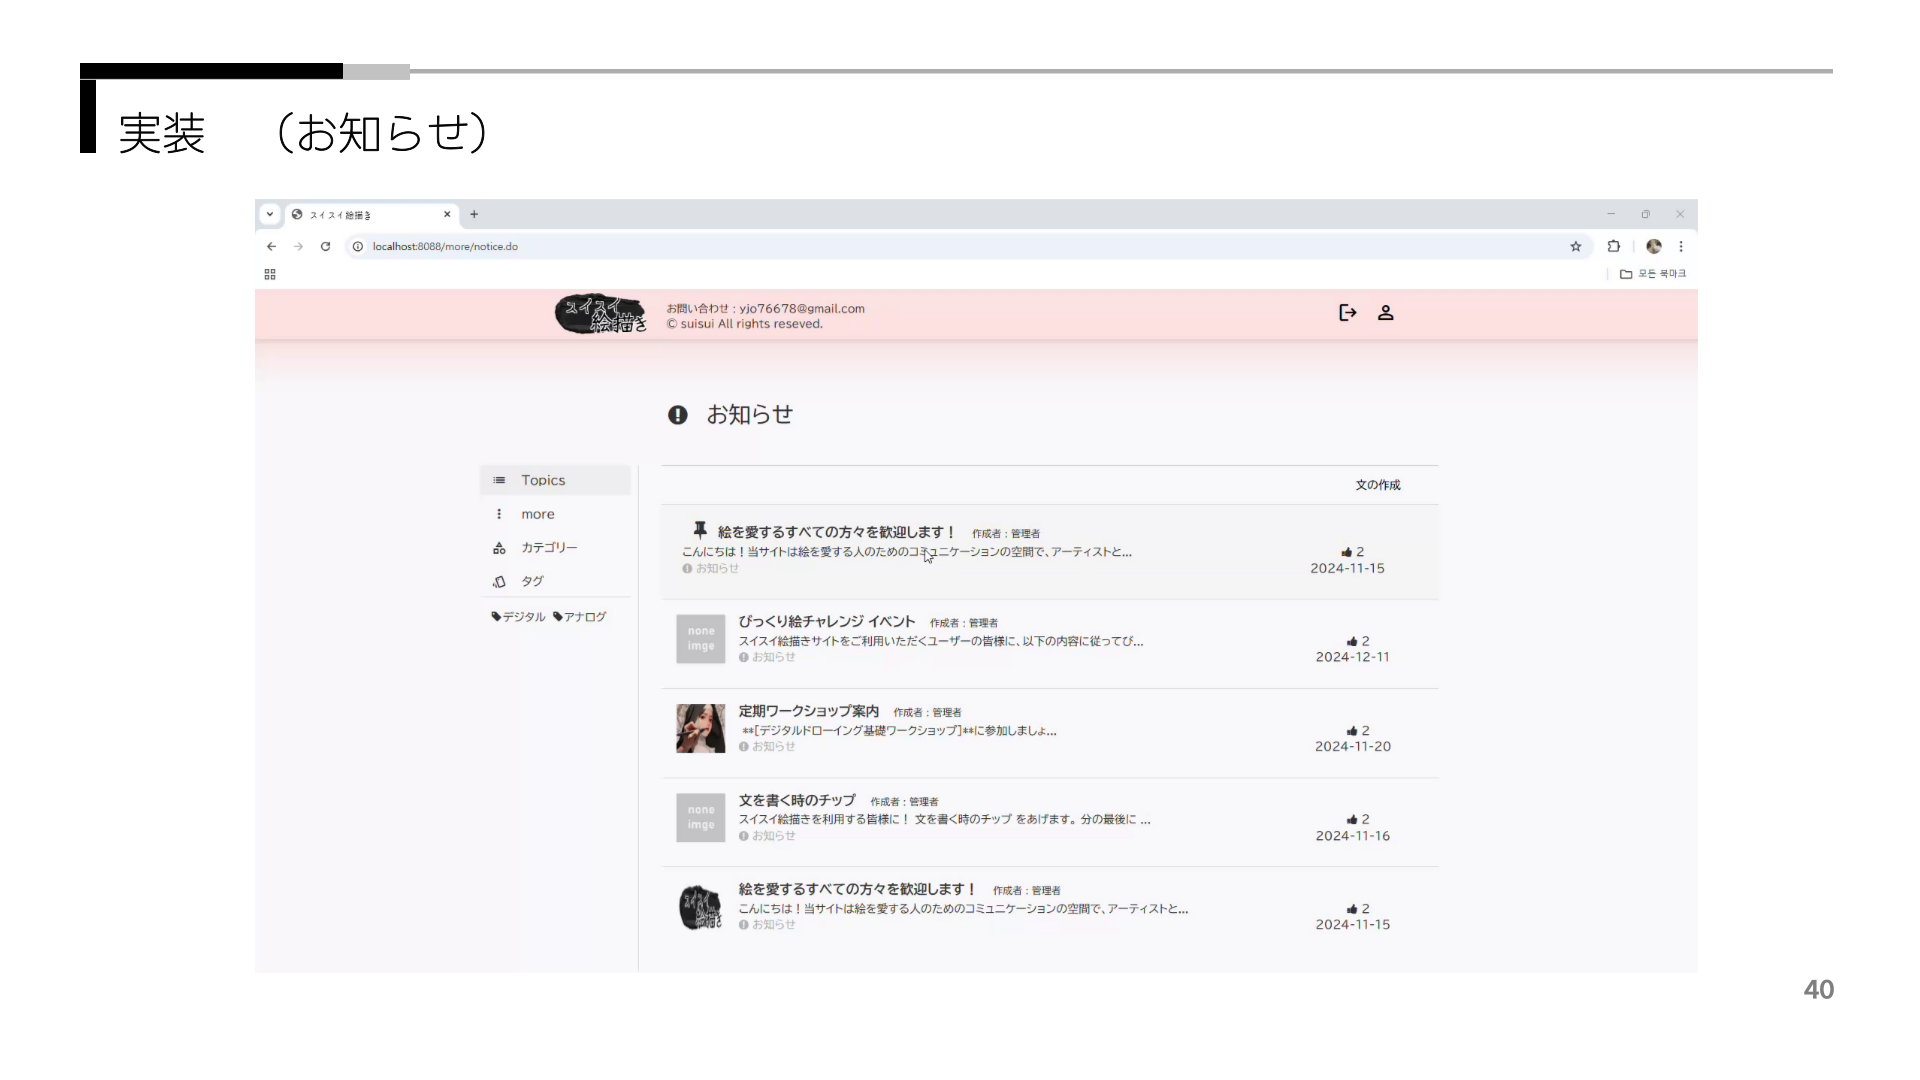 実装 （お知らせ）
スイスイ絵描き
localhost:8088/more/notice.do
모든 북마크
スイスイ
絵描き
お問い合わせ : yjo76678@gmail.com
© suisui All rights reseved.
お知らせ
Topics
more
カテゴリー
タグ
デジタル アナログ
文の作成
絵を愛するすべての方々を歓迎します！ 作成者 : 管理者
こんにちは！当サイトは絵を愛する人のためのコミュニケーションの空間で、アーティストと...
お知らせ
2
2024-11-15
none
imge
びっくり絵チャレンジ イベント 作成者 : 管理者
スイスイ絵描きサイトをご利用いただくユーザーの皆様に、以下の内容に従ってび...
お知らせ
2
2024-12-11
定期ワークショップ案内 作成者 : 管理者
**[デジタルドローイング基礎ワークショップ]**に参加しましょ...
お知らせ
2
2024-11-20
none
imge
文を書く時のチップ 作成者 : 管理者
スイスイ絵描きを利用する皆様に！ 文を書く時のチップ をあげます。分の最後に ...
お知らせ
2
2024-11-16
スイスイ
絵描き
絵を愛するすべての方々を歓迎します！ 作成者 : 管理者
こんにちは！当サイトは絵を愛する人のためのコミュニケーションの空間で、アーティストと...
お知らせ
2
2024-11-15
40